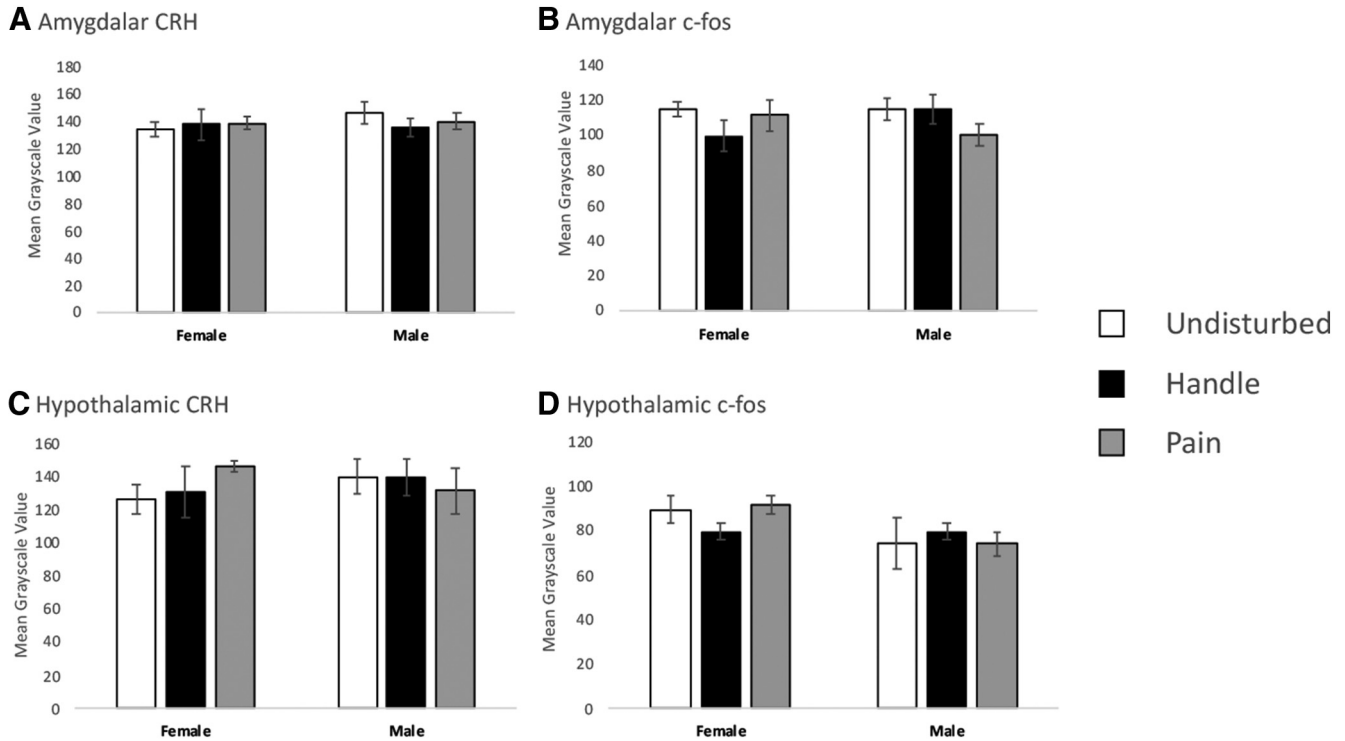 A Amygdalar CRH
Mean Grayscale Value
180
160
140
120
100
80
60
40
20
0
Female
Male
B Amygdalar c-fos
Mean Grayscale Value
140
120
100
80
60
40
20
0
Female
Male
Undisturbed
Handle
Pain
C Hypothalamic CRH
Mean Grayscale Value
160
140
120
100
80
60
40
20
0
Female
Male
D Hypothalamic c-fos
Mean Grayscale Value
120
100
80
60
40
20
0
Female
Male